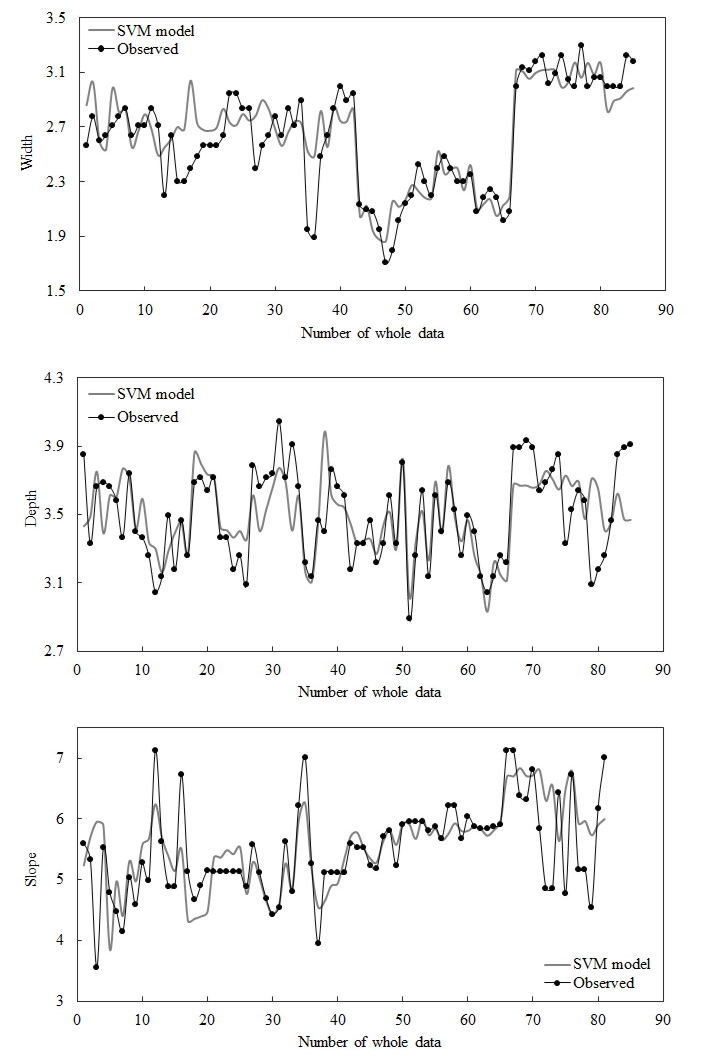 3.5
SVM model
Observed
3.1
2.7
Width
2.3
1.9
1.5
0 10 20 30 40 50 60 70 80 90
Number of whole data
4.3
SVM model
Observed
3.9
3.5
Depth
3.1
2.7
0 10 20 30 40 50 60 70 80 90
Number of whole data
7
6
5
Slope
4
SVM model
Observed
3
0 10 20 30 40 50 60 70 80 90
Number of whole data